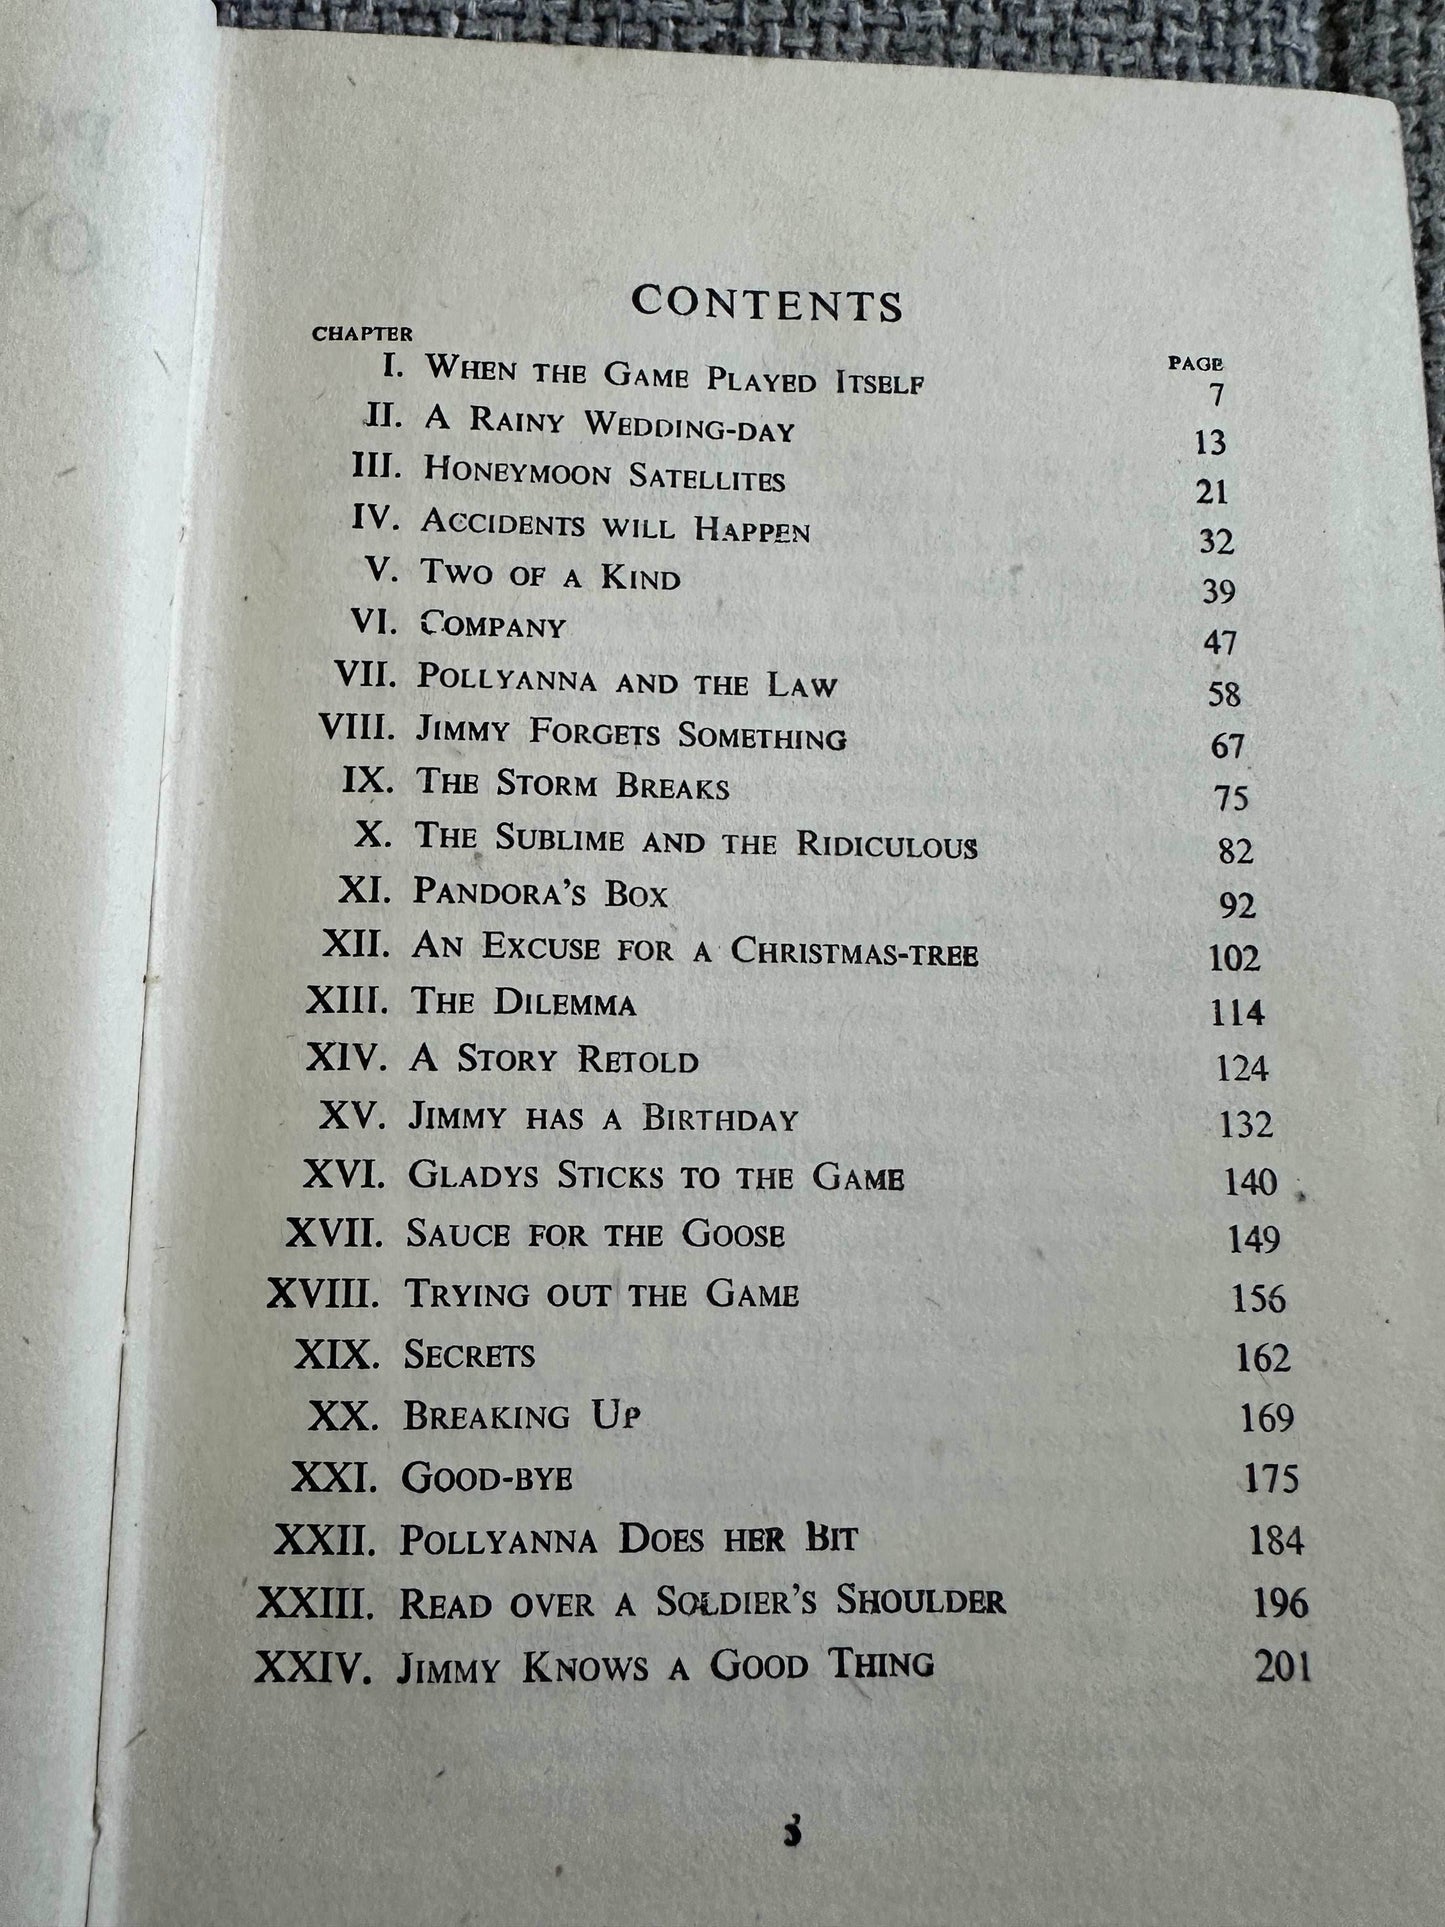 CONTENTS
CHAPTER PAGE
I. WHEN THE GAME PLAYED ITSELF 7
II. A RAINY WEDDING-DAY 13
III. HONEYMOON SATELLITES 21
IV. ACCIDENTS WILL HAPPEN 32
V. TWO OF A KIND 39
VI. COMPANY 47
VII. POLLYANNA AND THE LAW 58
VIII. JIMMY FORGETS SOMETHING 67
IX. THE STORM BREAKS 75
X. THE SUBLIME AND THE RIDICULOUS 82
XI. PANDORA'S BOX 92
XII. AN EXCUSE FOR A CHRISTMAS-TREE 102
XIII. THE DILEMMA 114
XIV. A STORY RETOLD 124
XV. JIMMY HAS A BIRTHDAY 132
XVI. GLADYS STICKS TO THE GAME 140
XVII. SAUCE FOR THE GOOSE 149
XVIII. TRYING OUT THE GAME 156
XIX. SECRETS 162
XX. BREAKING UP 169
XXI. GOOD-BYE 175
XXII. POLLYANNA DOES HER BIT 184
XXIII. READ OVER A SOLDIER'S SHOULDER 196
XXIV. JIMMY KNOWS A GOOD THING 201